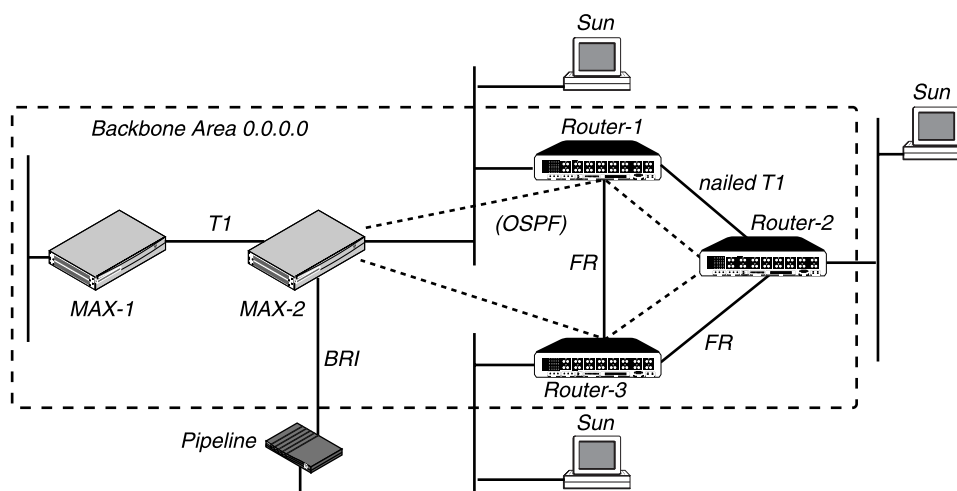 Sun
Sun
Backbone Area 0.0.0.0
Router-1
nailed T1
T1
(OSPF)
Router-2
FR
MAX-1
MAX-2
BRI
FR
Router-3
Pipeline
Sun